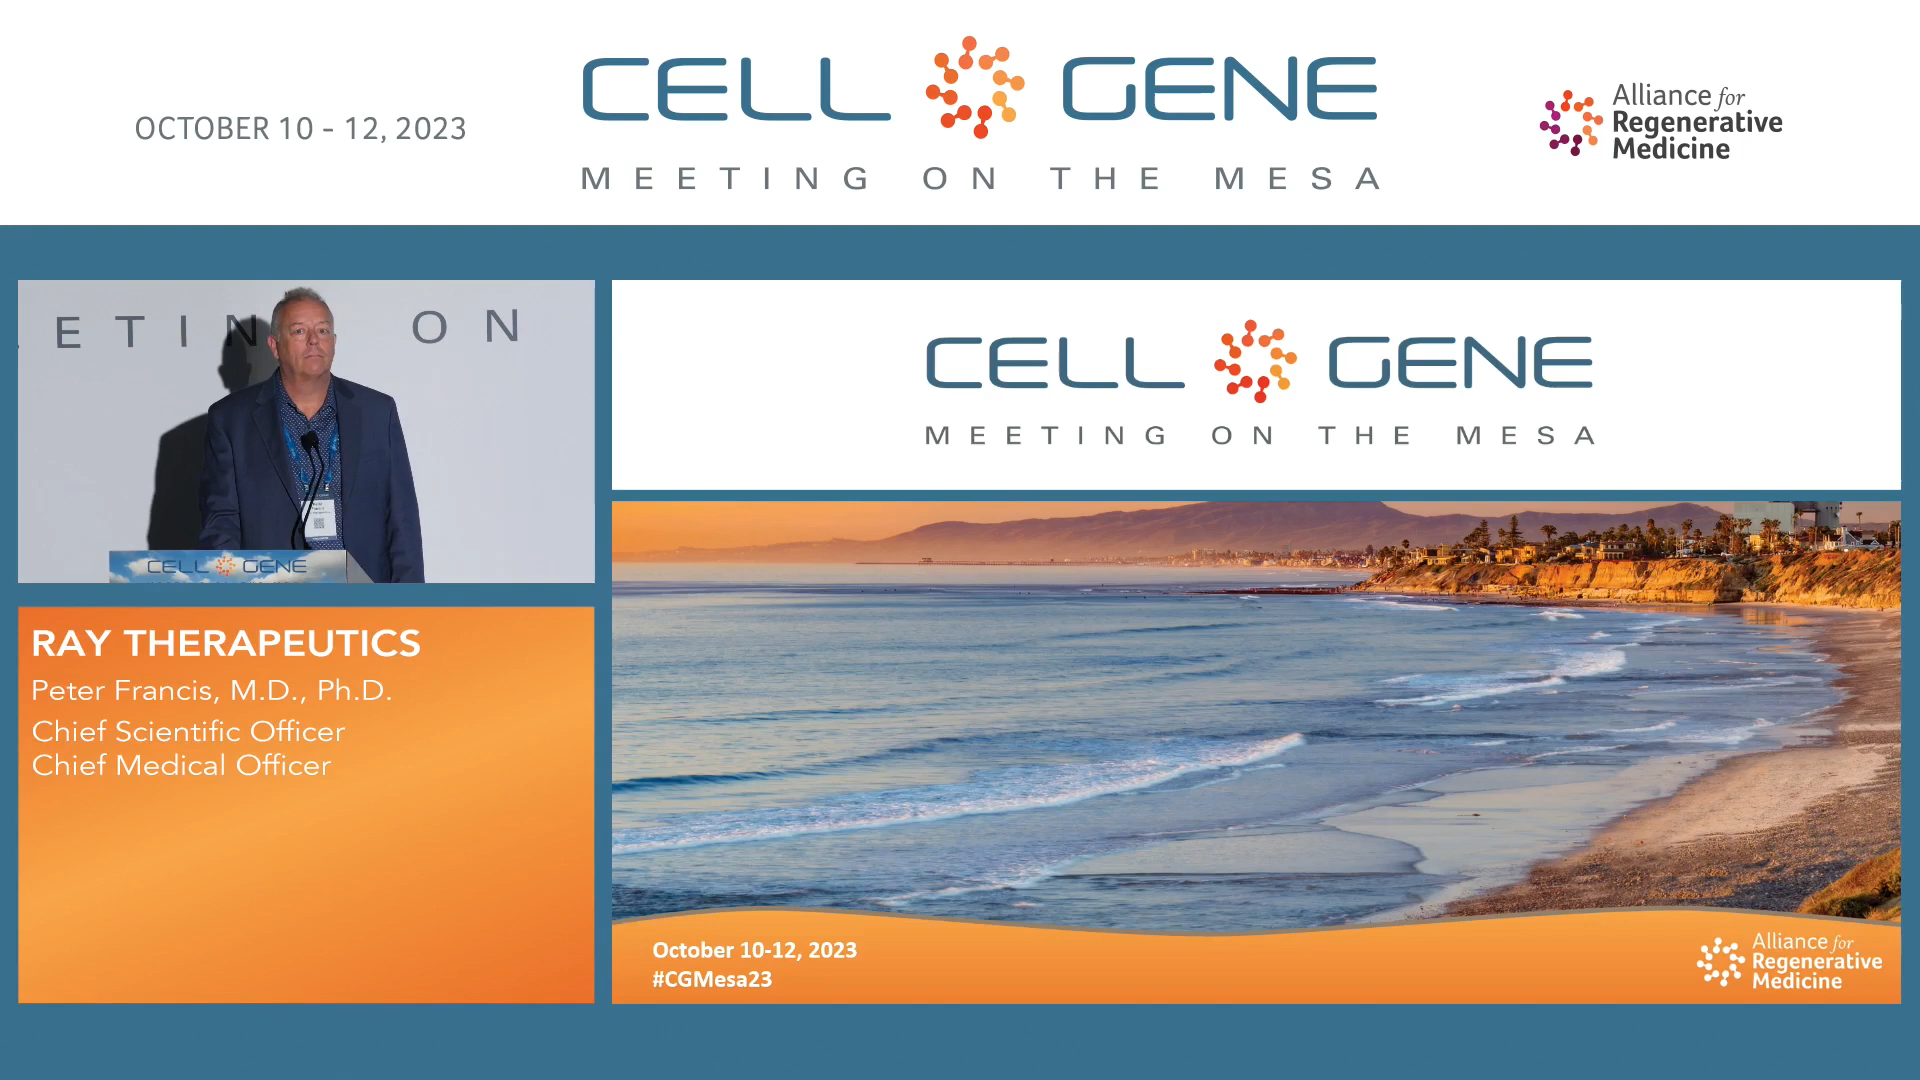 OCTOBER 10 - 12, 2023
CELL GENE
MEETING ON THE MESA
Alliance for
Regenerative
Medicine
ETIN ON
CELL GENE
RAY THERAPEUTICS
Peter Francis, M.D., Ph.D.
Chief Scientific Officer
Chief Medical Officer
CELL GENE
MEETING ON THE MESA
October 10-12, 2023
#CGMesa23
Alliance for
Regenerative
Medicine